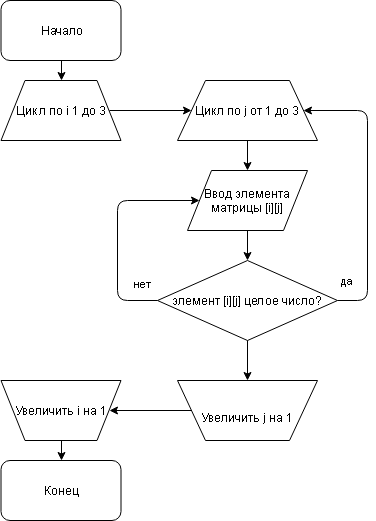 Начало
Цикл по i 1 до 3
Цикл по j от 1 до 3
Ввод элемента
матрицы [i][j]
нет
да
элемент [i][j] целое число?
Увеличить i на 1
Увеличить j на 1
Конец